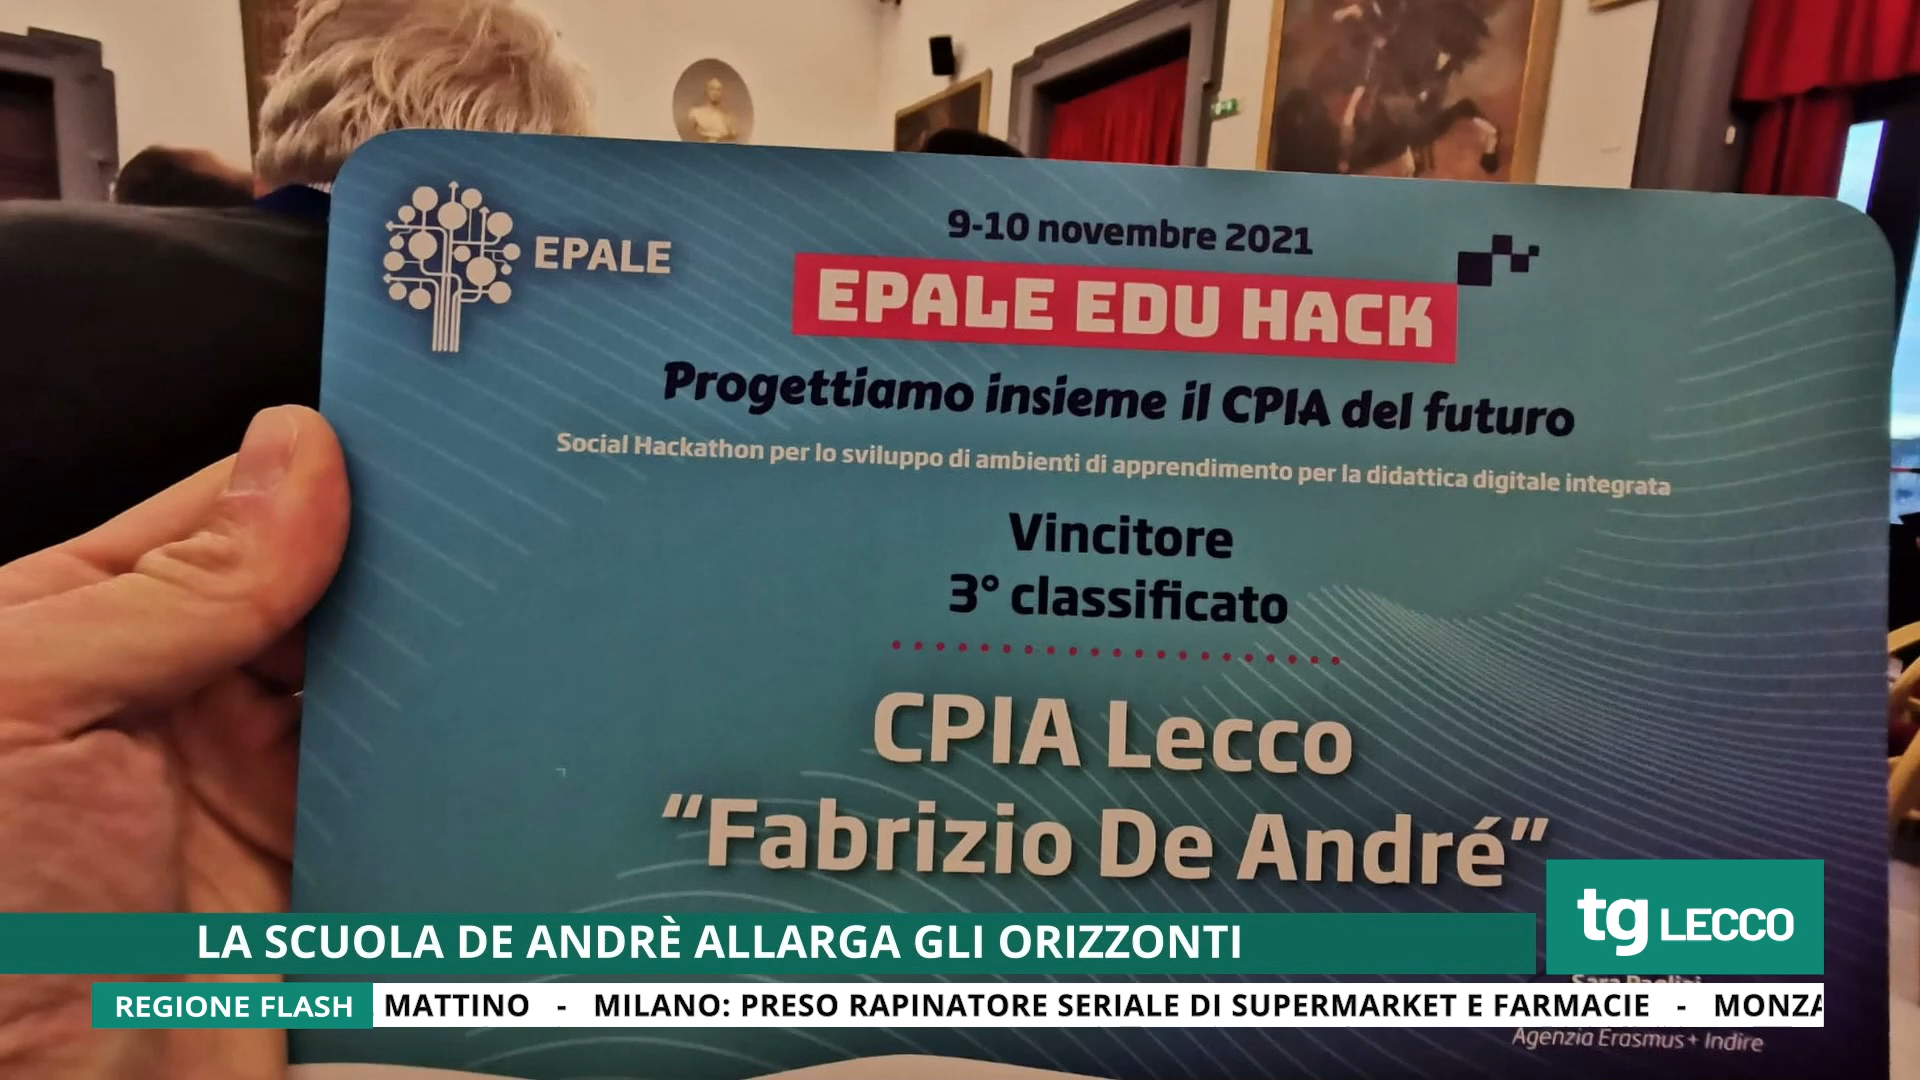 EPALE
9-10 novembre 2021
EPALE EDU HACK
Progettiamo insieme il CPIA del futuro
Social Hackathon per lo sviluppo di ambienti di apprendimento per la didattica digitale integrata
Vincitore
3° classificato
CPIA Lecco
“Fabrizio De André”
tg LECCO
LA SCUOLA DE ANDRÈ ALLARGA GLI ORIZZONTI
REGIONE FLASH MATTINO - MILANO: PRESO RAPINATORE SERIALE DI SUPERMARKET E FARMACIE - MONZA
Agenzia Erasmus+ Indire